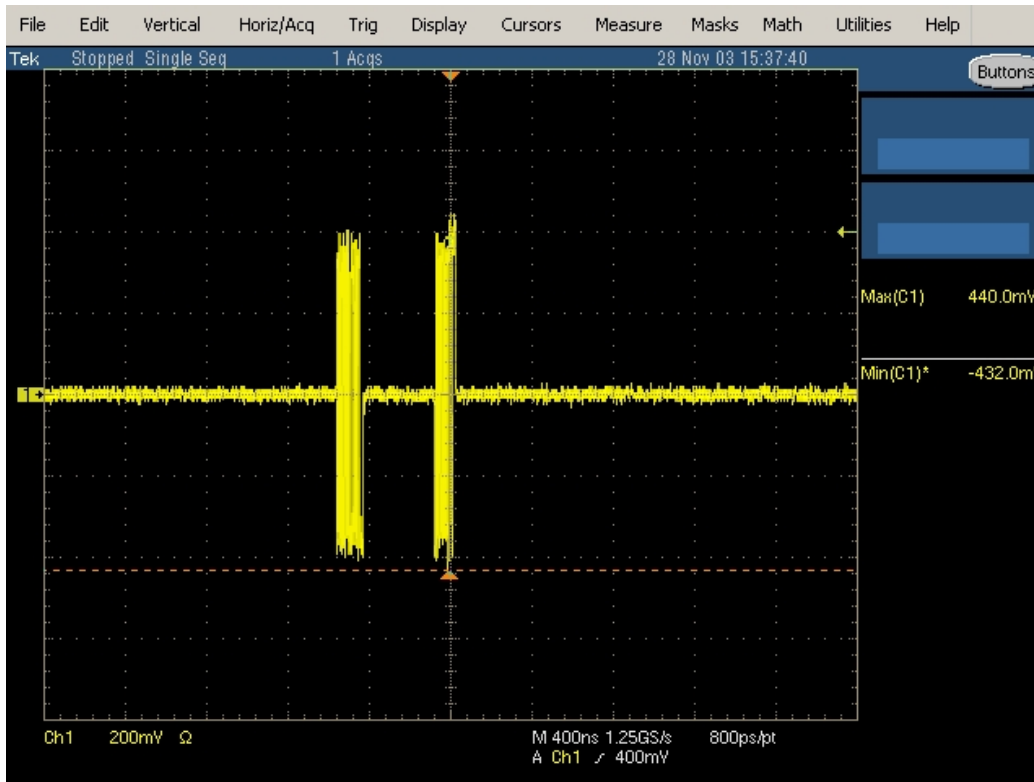 File Edit Vertical Horiz/Acq Trig Display Cursors Measure Masks Math Utilities Help
Tek Stopped Single Seq 1 Acqs 28 Nov 03 15:37:40
Buttons
Max(C1) 440.0mV
1
Min(C1)* -432.0m
Ch1 200mV Ω M 400ns 1.25GS/s 800ps/pt
A Ch1 / 400mV